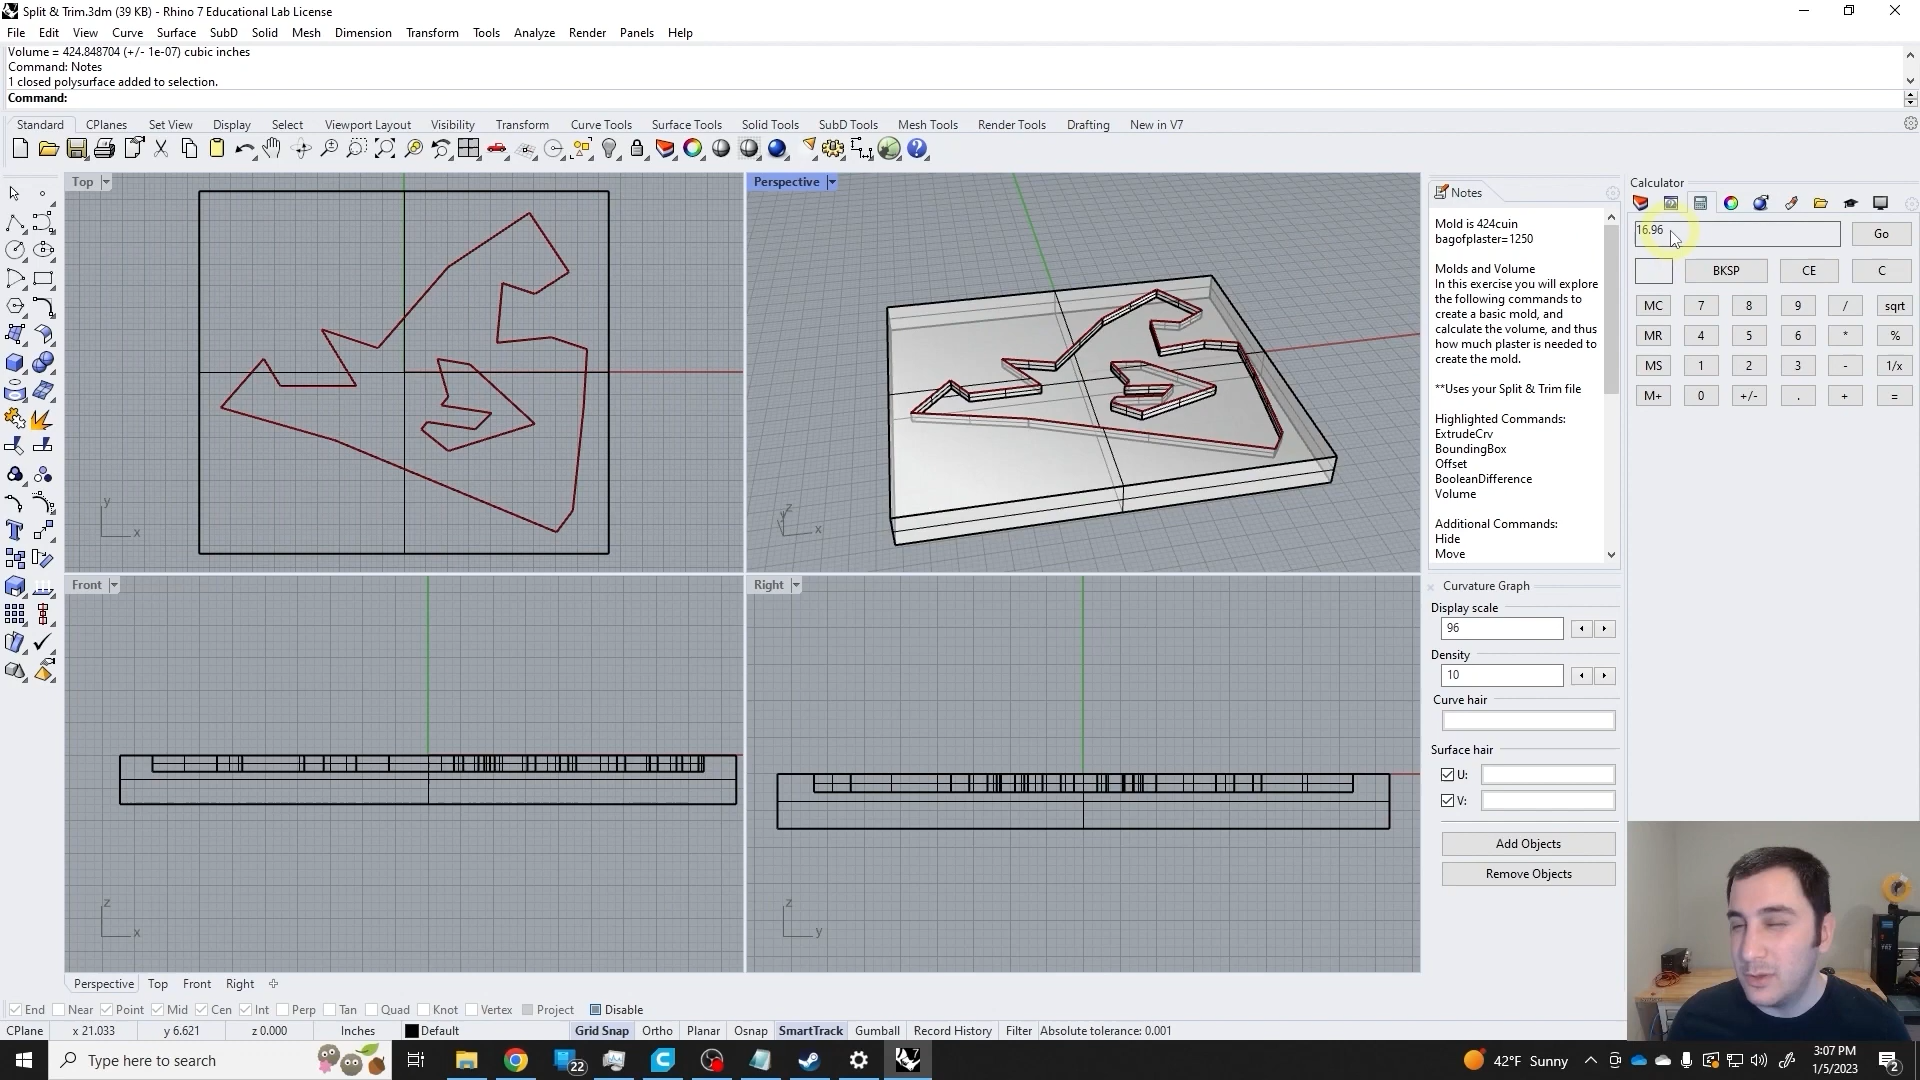 Split & Trim.3dm (39 KB) - Rhino 7 Educational Lab License
File Edit View Curve Surface SubD Solid Mesh Dimension Transform Tools Analyze Render Panels Help
Volume = 424.848704 (+/- 1e-07) cubic inches
Command: Notes
1 closed polysurface added to selection.
Command:
Standard CPlanes Set View Display Select Viewport Layout Visibility Transform Curve Tools Surface Tools Solid Tools SubD Tools Mesh Tools Render Tools Drafting New in V7
Top
y
x
Perspective
z
y
x
Front
z
x
Right
z
y
Notes
Mold is 424cuin
bagofplaster=1250
Molds and Volume
In this exercise you will explore
the following commands to
create a basic mold, and
calculate the volume, and thus
how much plaster is needed to
create the mold.
**Uses your Split & Trim file
Highlighted Commands:
ExtrudeCrv
BoundingBox
Offset
BooleanDifference
Volume
Additional Commands:
Hide
Move
Curvature Graph
Display scale
96
Density
10
Curve hair
Surface hair
U:
V:
Add Objects
Remove Objects
Calculator
16.96
Go
BKSP CE C
MC 7 8 9 / sqrt
MR 4 5 6 * %
MS 1 2 3 - 1/x
M+ 0 +/- . + =
Perspective Top Front Right
End Near Point Mid Cen Int Perp Tan Quad Knot Vertex Project Disable
CPlane x 21.033 y 6.621 z 0.000 Inches Default Grid Snap Ortho Planar Osnap SmartTrack Gumball Record History Filter Absolute tolerance: 0.001
Type here to search
22
42°F Sunny
3:07 PM
1/5/2023
2